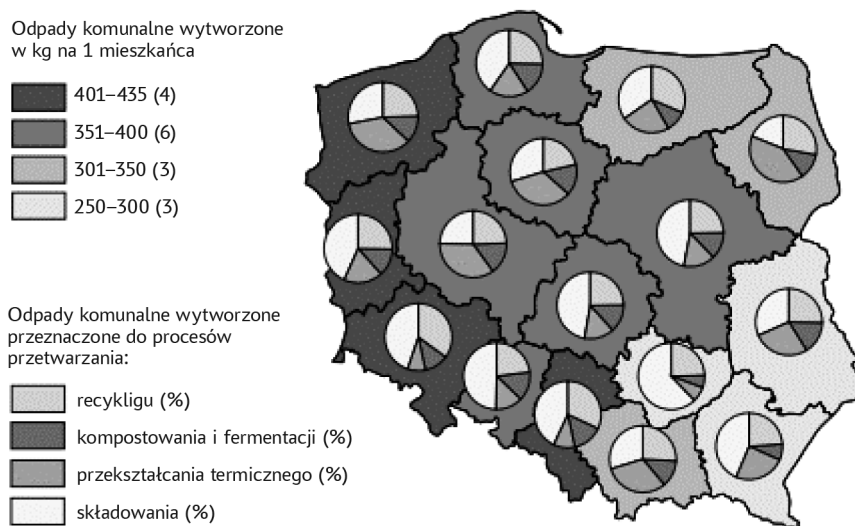 Odpady komunalne wytworzone
w kg na 1 mieszkańca
401–435 (4)
351–400 (6)
301–350 (3)
250–300 (3)
Odpady komunalne wytworzone
przeznaczone do procesów
przetwarzania:
recykligu (%)
kompostowania i fermentacji (%)
przekształcania termicznego (%)
składowania (%)